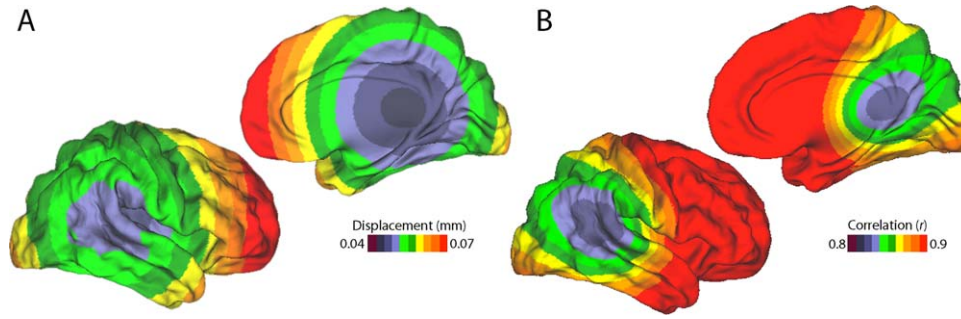 A
B
Displacement (mm)
0.04 0.07
Correlation (r)
0.8 0.9